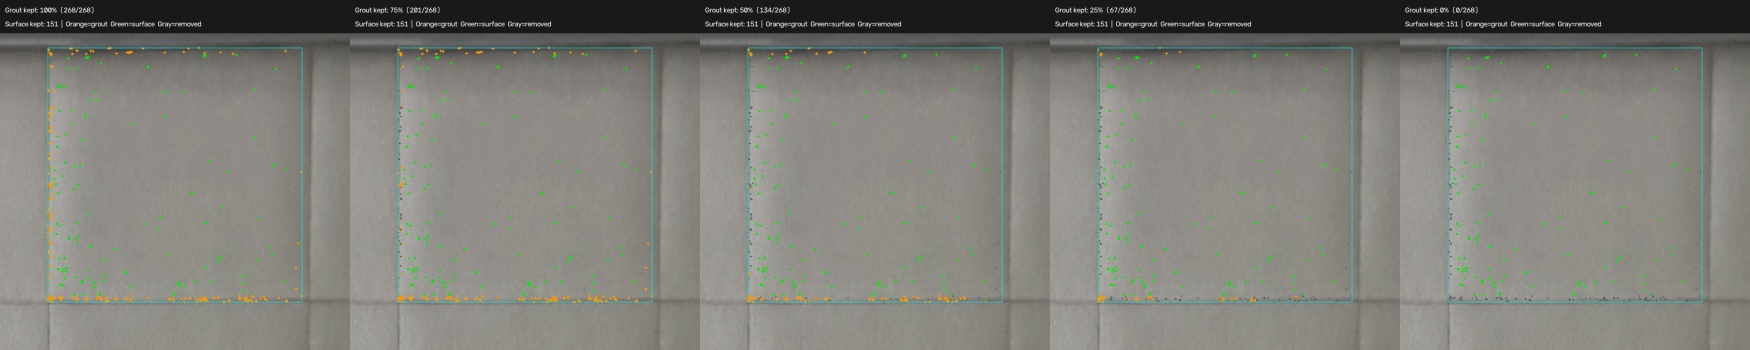 Grout kept: 100% (268/268)
Surface kept: 151 | Orange=grout Green=surface Gray=removed
Grout kept: 75% (201/268)
Surface kept: 151 | Orange=grout Green=surface Gray=removed
Grout kept: 50% (134/268)
Surface kept: 151 | Orange=grout Green=surface Gray=removed
Grout kept: 25% (67/268)
Surface kept: 151 | Orange=grout Green=surface Gray=removed
Grout kept: 0% (0/268)
Surface kept: 151 | Orange=grout Green=surface Gray=removed